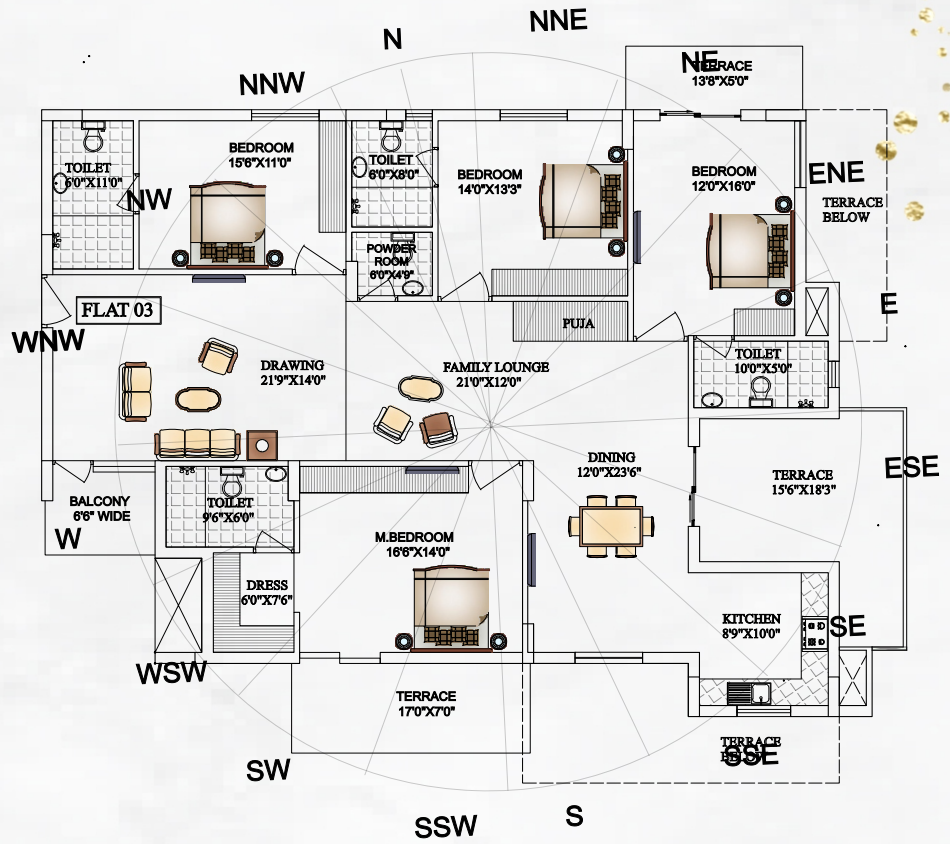 NNE
N
NE
TERRACE
13'8"X5'0"
NNW
BEDROOM
15'6"X11'0"
TOILET
6'0"X11'0"
NW
TOILET
6'0"X8'0"
BEDROOM
14'0"X13'3"
BEDROOM
12'0"X16'0"
ENE
TERRACE
BELOW
POWDER
ROOM
6'0"X4'9"
E
FLAT 03
PUJA
WNW
DRAWING
21'9"X14'0"
FAMILY LOUNGE
21'0"X12'0"
TOILET
10'0"X5'0"
DINING
12'0"X23'6"
TERRACE
15'6"X18'3"
ESE
BALCONY
6'6" WIDE
W
TOILET
9'6"X6'0"
M.BEDROOM
16'6"X14'0"
DRESS
6'0"X7'6"
KITCHEN
8'9"X10'0"
SE
WSW
TERRACE
17'0"X7'0"
TERRACE
BELOW
SSE
SW
S
SSW